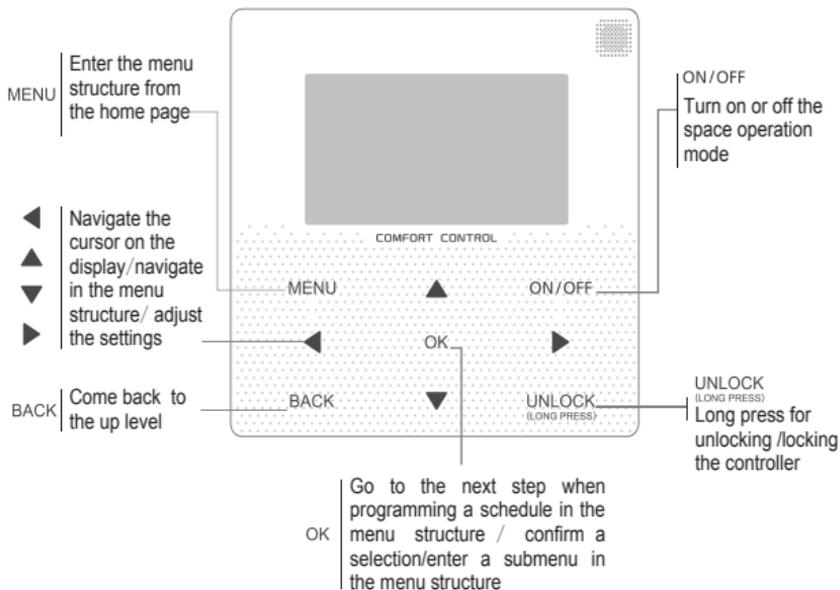 MENU
Enter the menu
structure from
the home page
ON/OFF
Turn on or off the
space operation
mode
Navigate the
cursor on the
display/navigate
in the menu
structure/ adjust
the settings
BACK
Come back to
the up level
COMFORT CONTROL
MENU
ON/OFF
OK
BACK
UNLOCK
(LONG PRESS)
UNLOCK
(LONG PRESS)
Long press for
unlocking /locking
the controller
OK
Go to the next step when
programming a schedule in the
menu structure / confirm a
selection/enter a submenu in
the menu structure